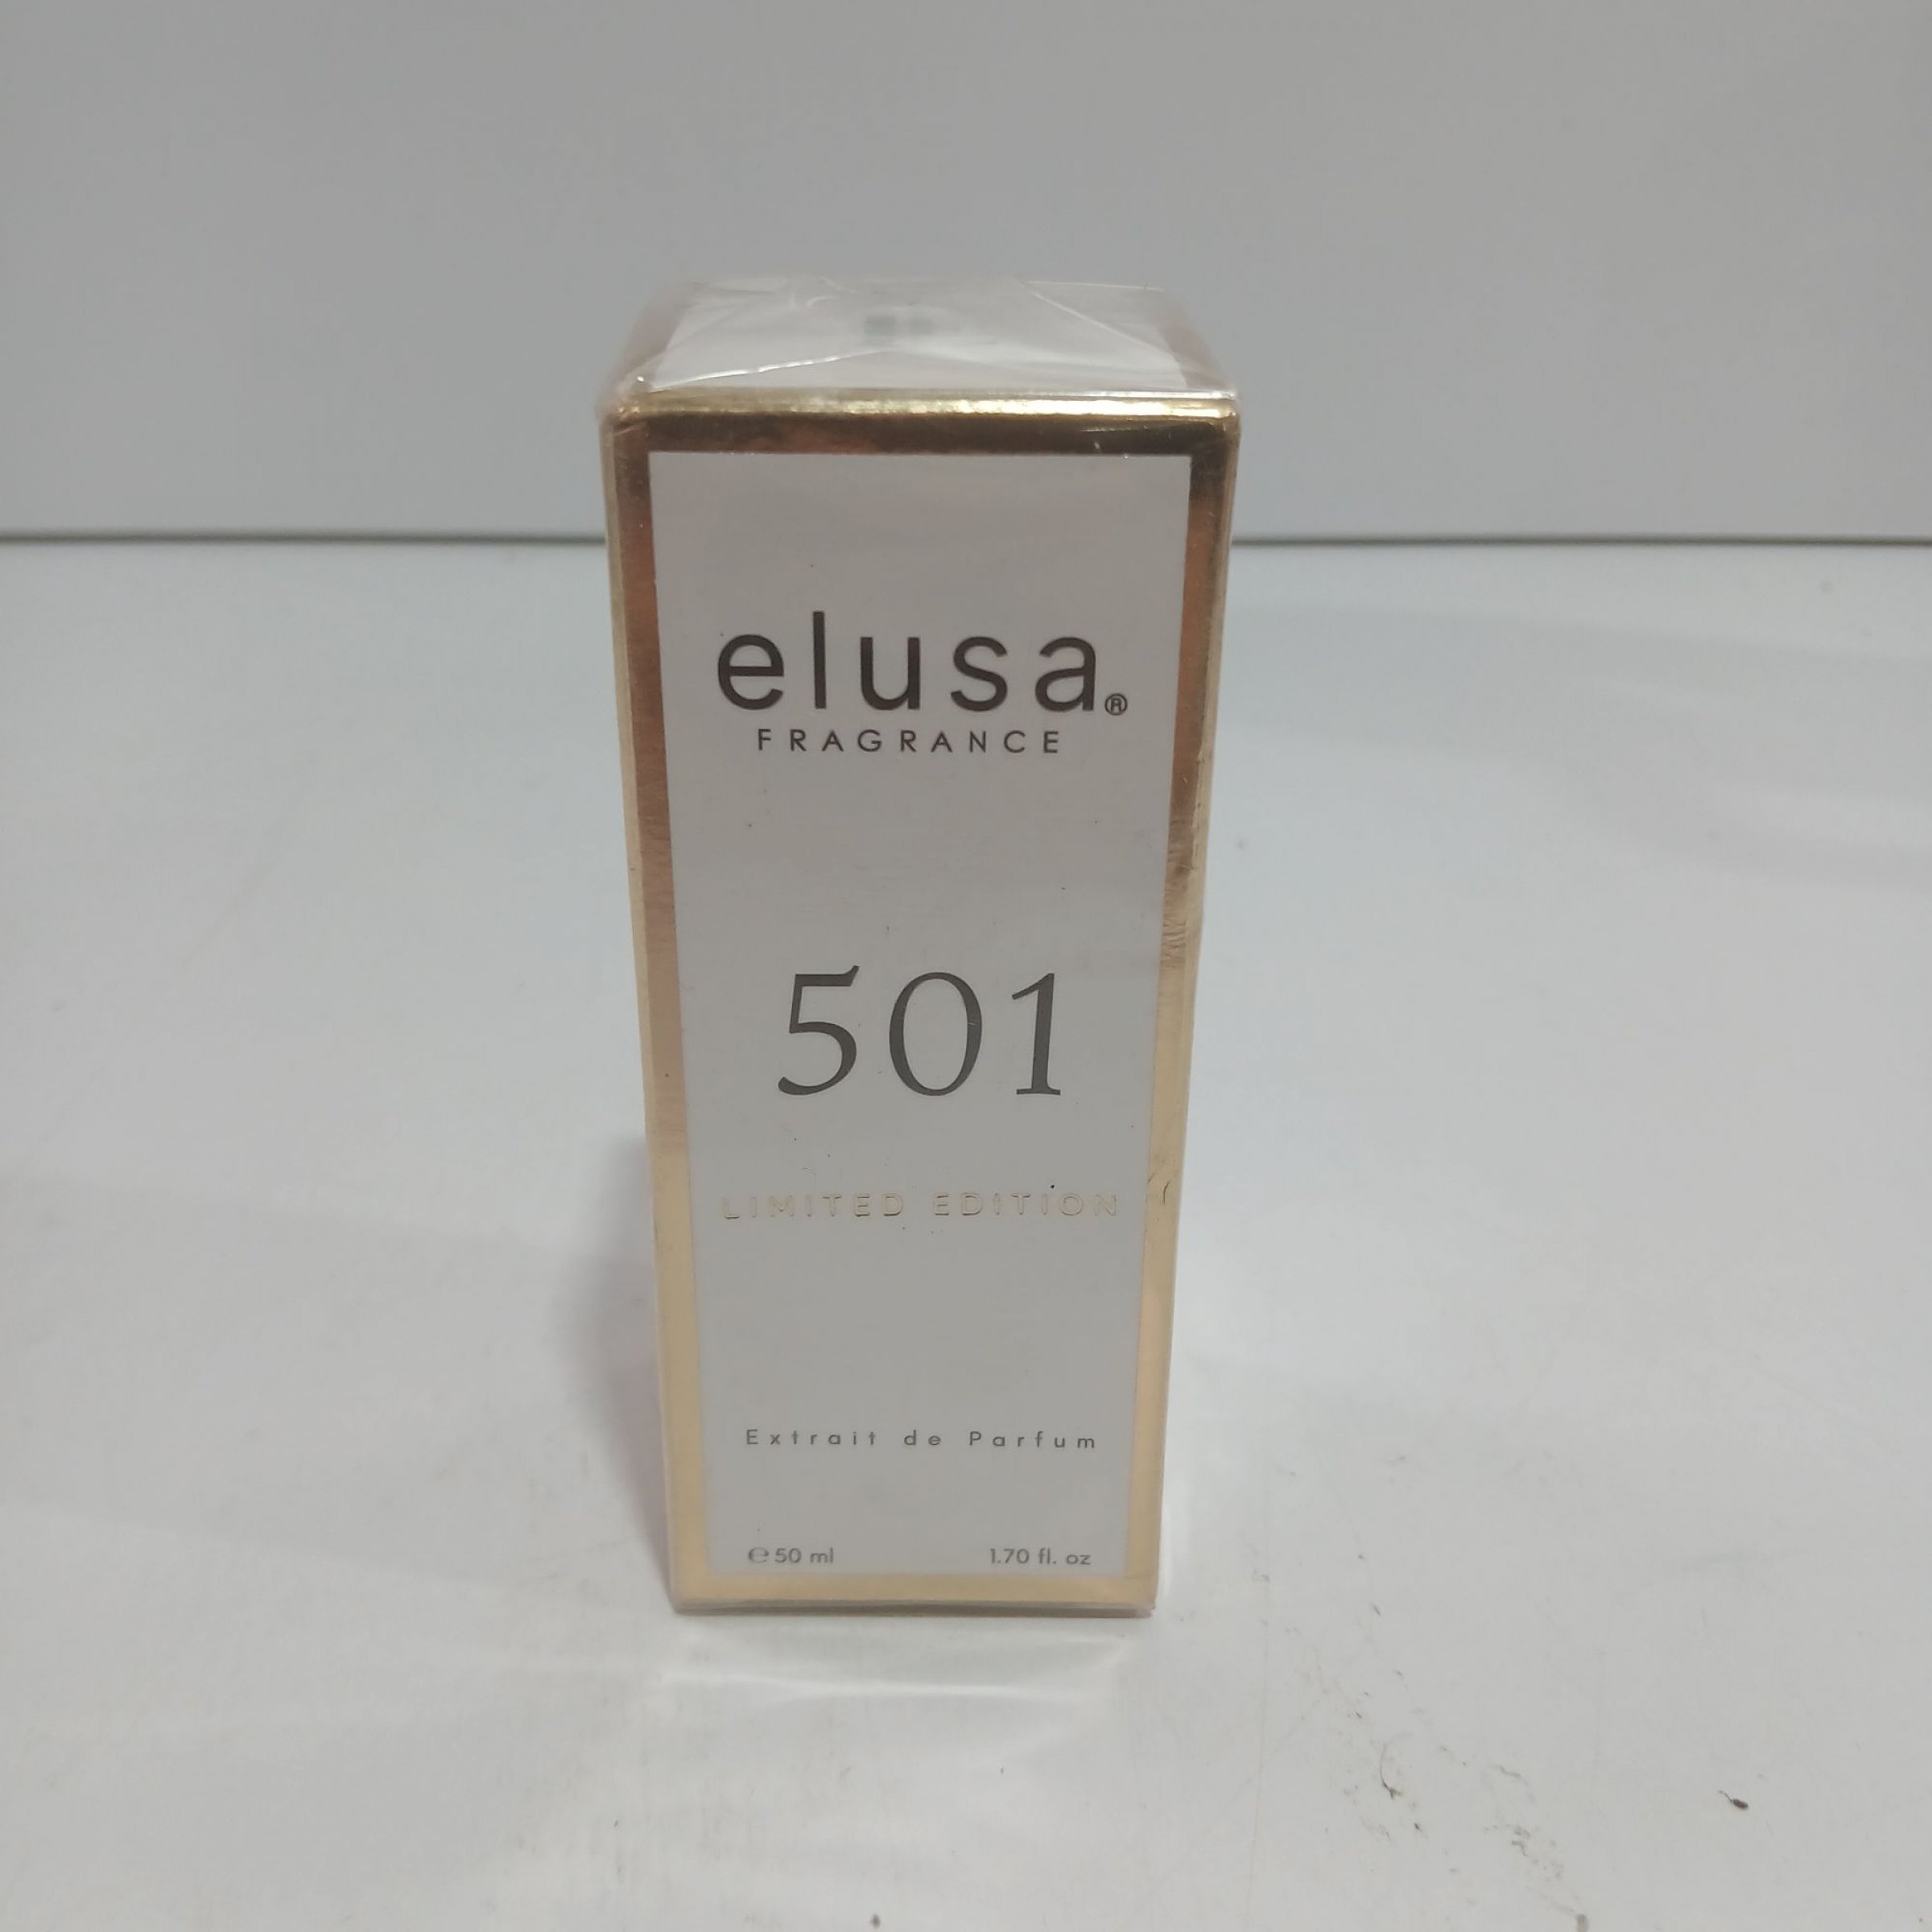 elusa®
FRAGRANCE
501
LIMITED EDITION
Extrait de Parfum
℮ 50 ml 1.70 fl. oz